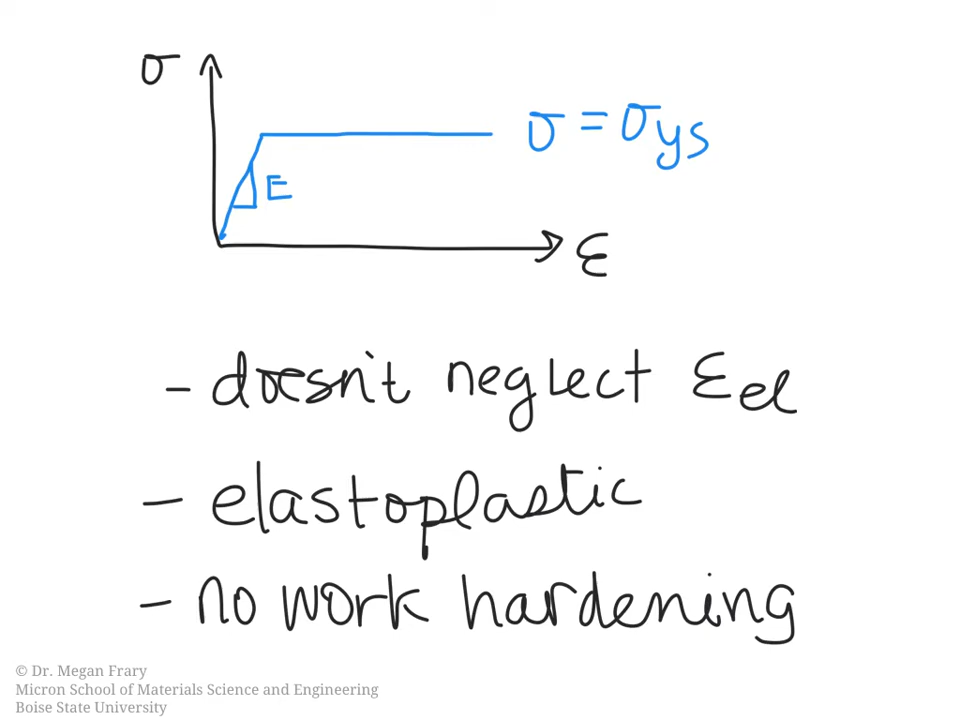 σ
σ = σys
E
ε
- doesn't neglect εel
- elastoplastic
- no work hardening
© Dr. Megan Frary
Micron School of Materials Science and Engineering
Boise State University